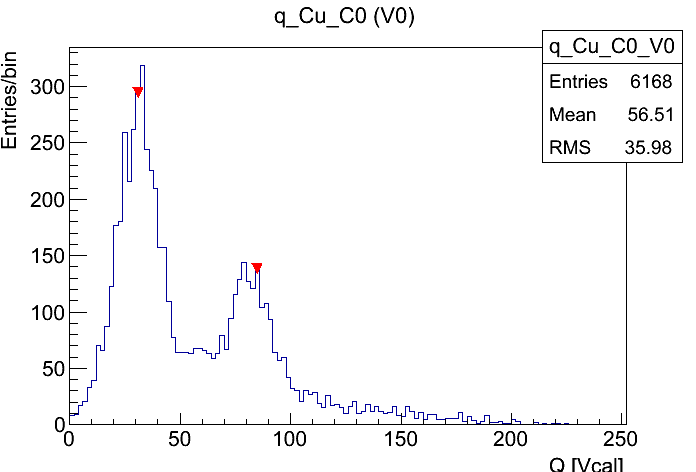 q_Cu_C0 (V0)
q_Cu_C0_V0
Entries 6168
Mean 56.51
RMS 35.98
Entries/bin
300
250
200
150
100
50
0
0 50 100 150 200 250
Q [Vcal]